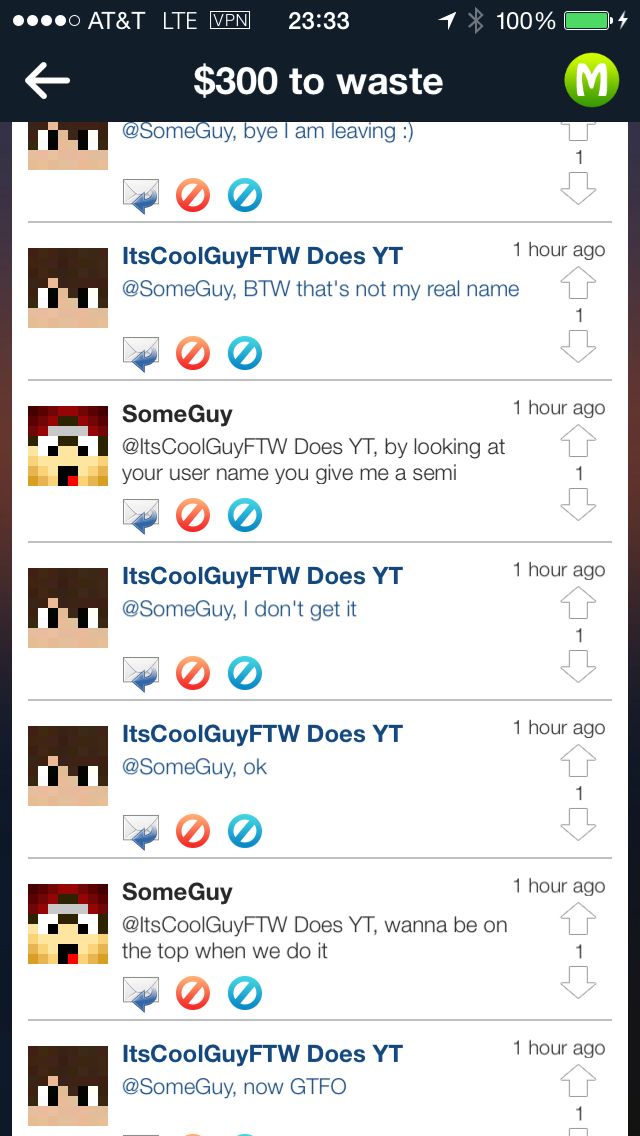 AT&T LTE VPN 23:33 100%
$300 to waste
M
@SomeGuy, bye I am leaving :)
1
ItsCoolGuyFTW Does YT
1 hour ago
@SomeGuy, BTW that's not my real name
1
SomeGuy
1 hour ago
@ItsCoolGuyFTW Does YT, by looking at
your user name you give me a semi
1
ItsCoolGuyFTW Does YT
1 hour ago
@SomeGuy, I don't get it
1
ItsCoolGuyFTW Does YT
1 hour ago
@SomeGuy, ok
1
SomeGuy
1 hour ago
@ItsCoolGuyFTW Does YT, wanna be on
the top when we do it
1
ItsCoolGuyFTW Does YT
1 hour ago
@SomeGuy, now GTFO
1